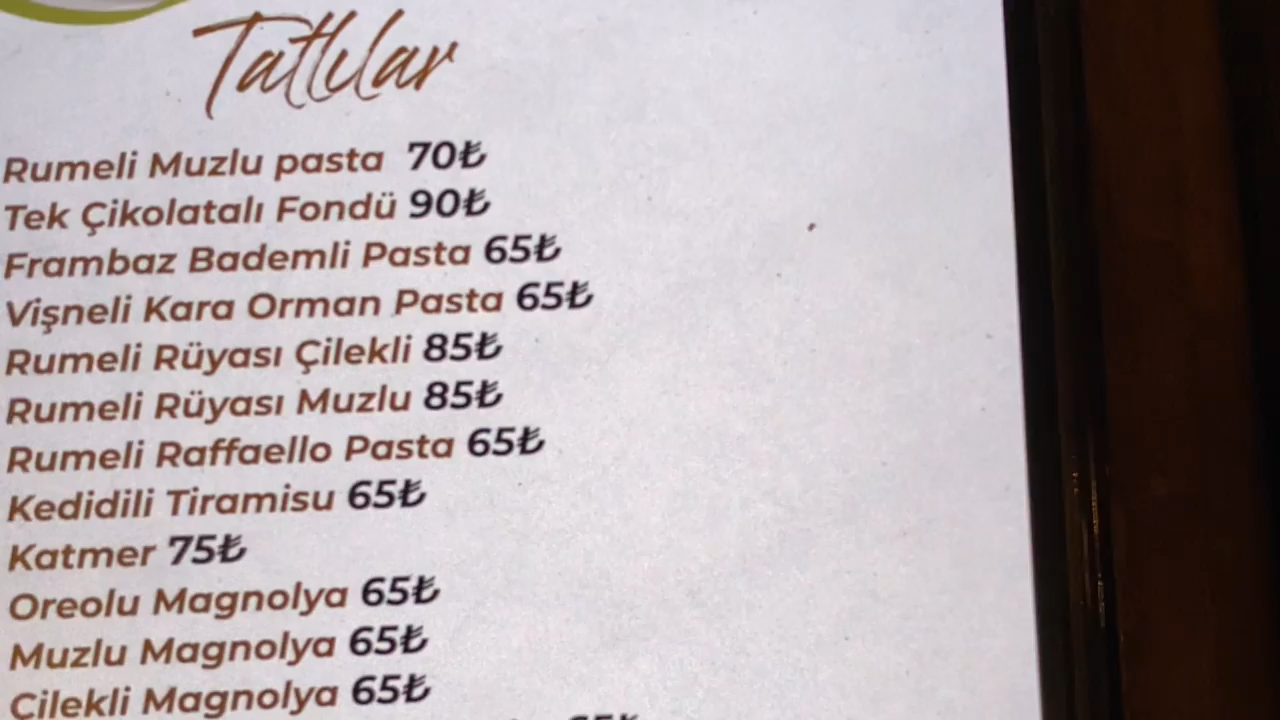 Tatlılar
Rumeli Muzlu pasta 70₺
Tek Çikolatalı Fondü 90₺
Frambaz Bademli Pasta 65₺
Vişneli Kara Orman Pasta 65₺
Rumeli Rüyası Çilekli 85₺
Rumeli Rüyası Muzlu 85₺
Rumeli Raffaello Pasta 65₺
Kedidili Tiramisu 65₺
Katmer 75₺
Oreolu Magnolya 65₺
Muzlu Magnolya 65₺
Çilekli Magnolya 65₺